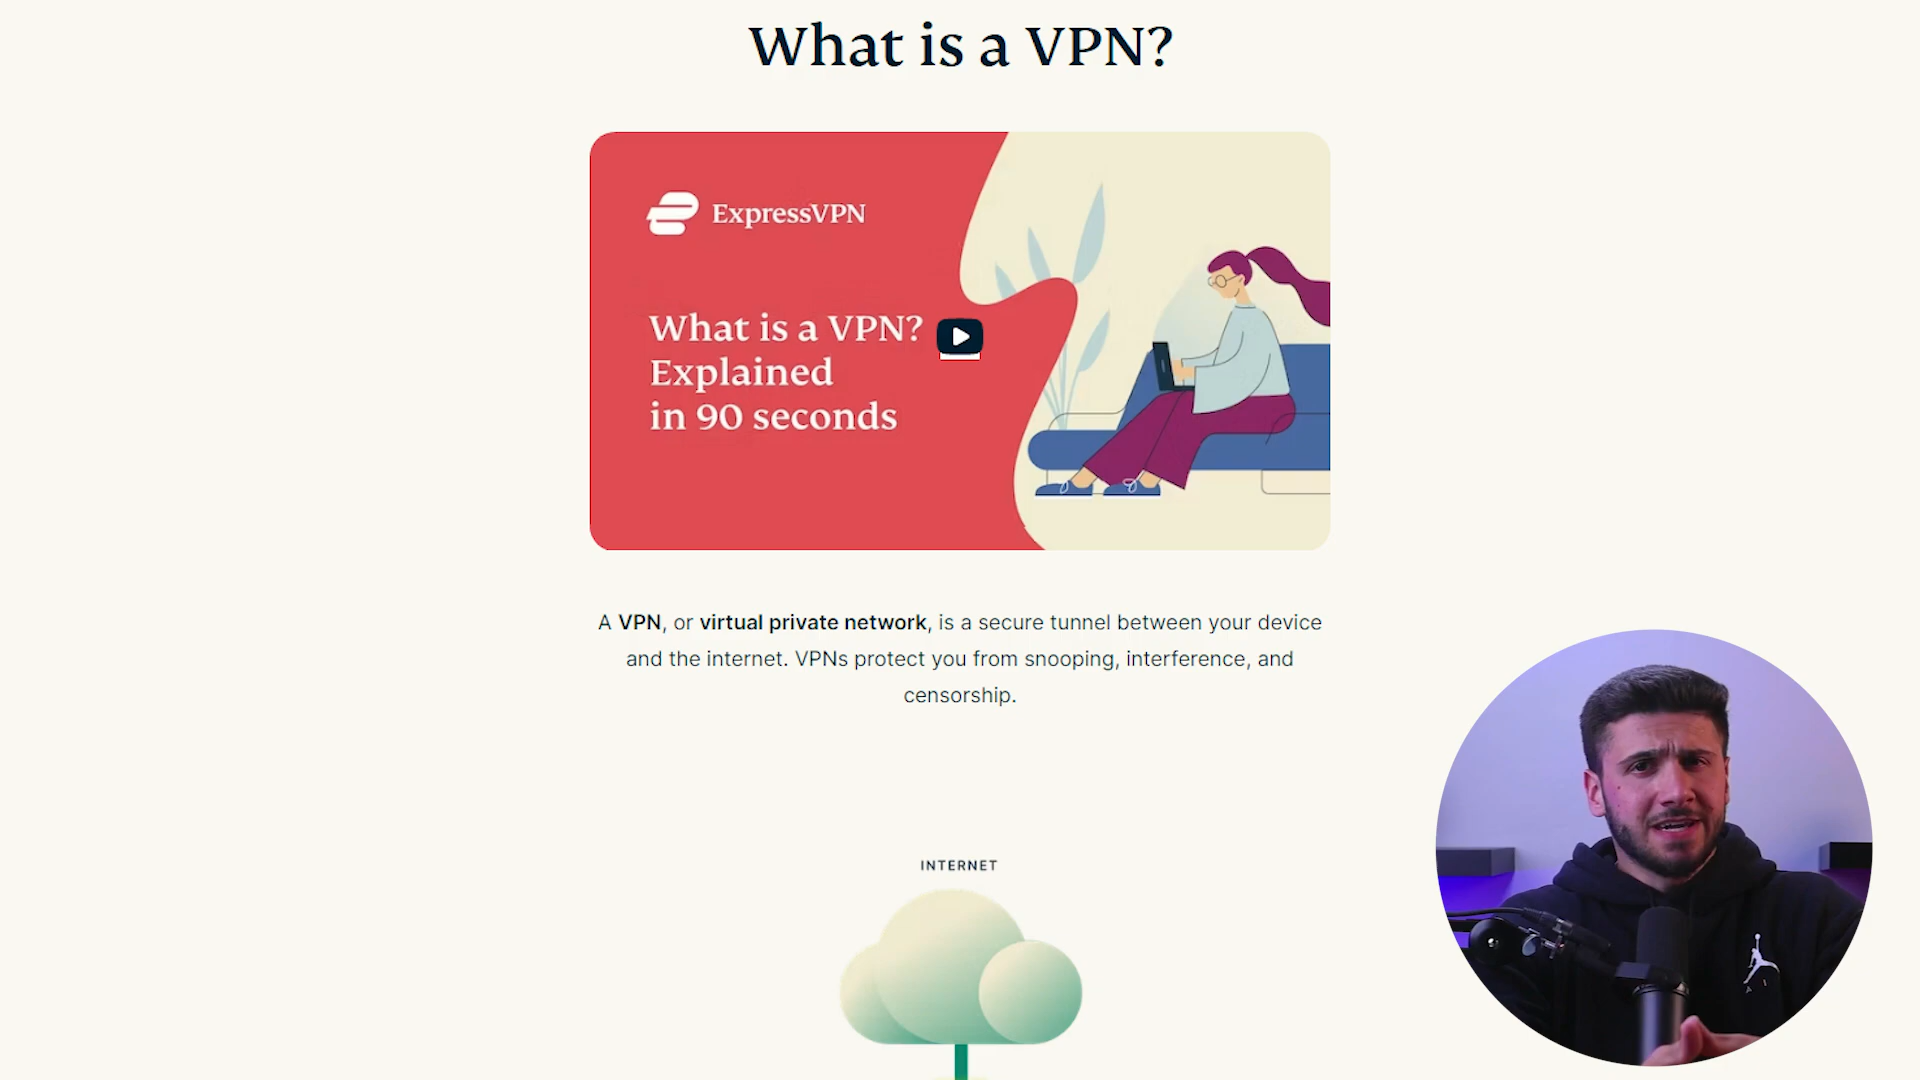 What is a VPN?
ExpressVPN
What is a VPN?
Explained
in 90 seconds
A VPN, or virtual private network, is a secure tunnel between your device
and the internet. VPNs protect you from snooping, interference, and
censorship.
INTERNET